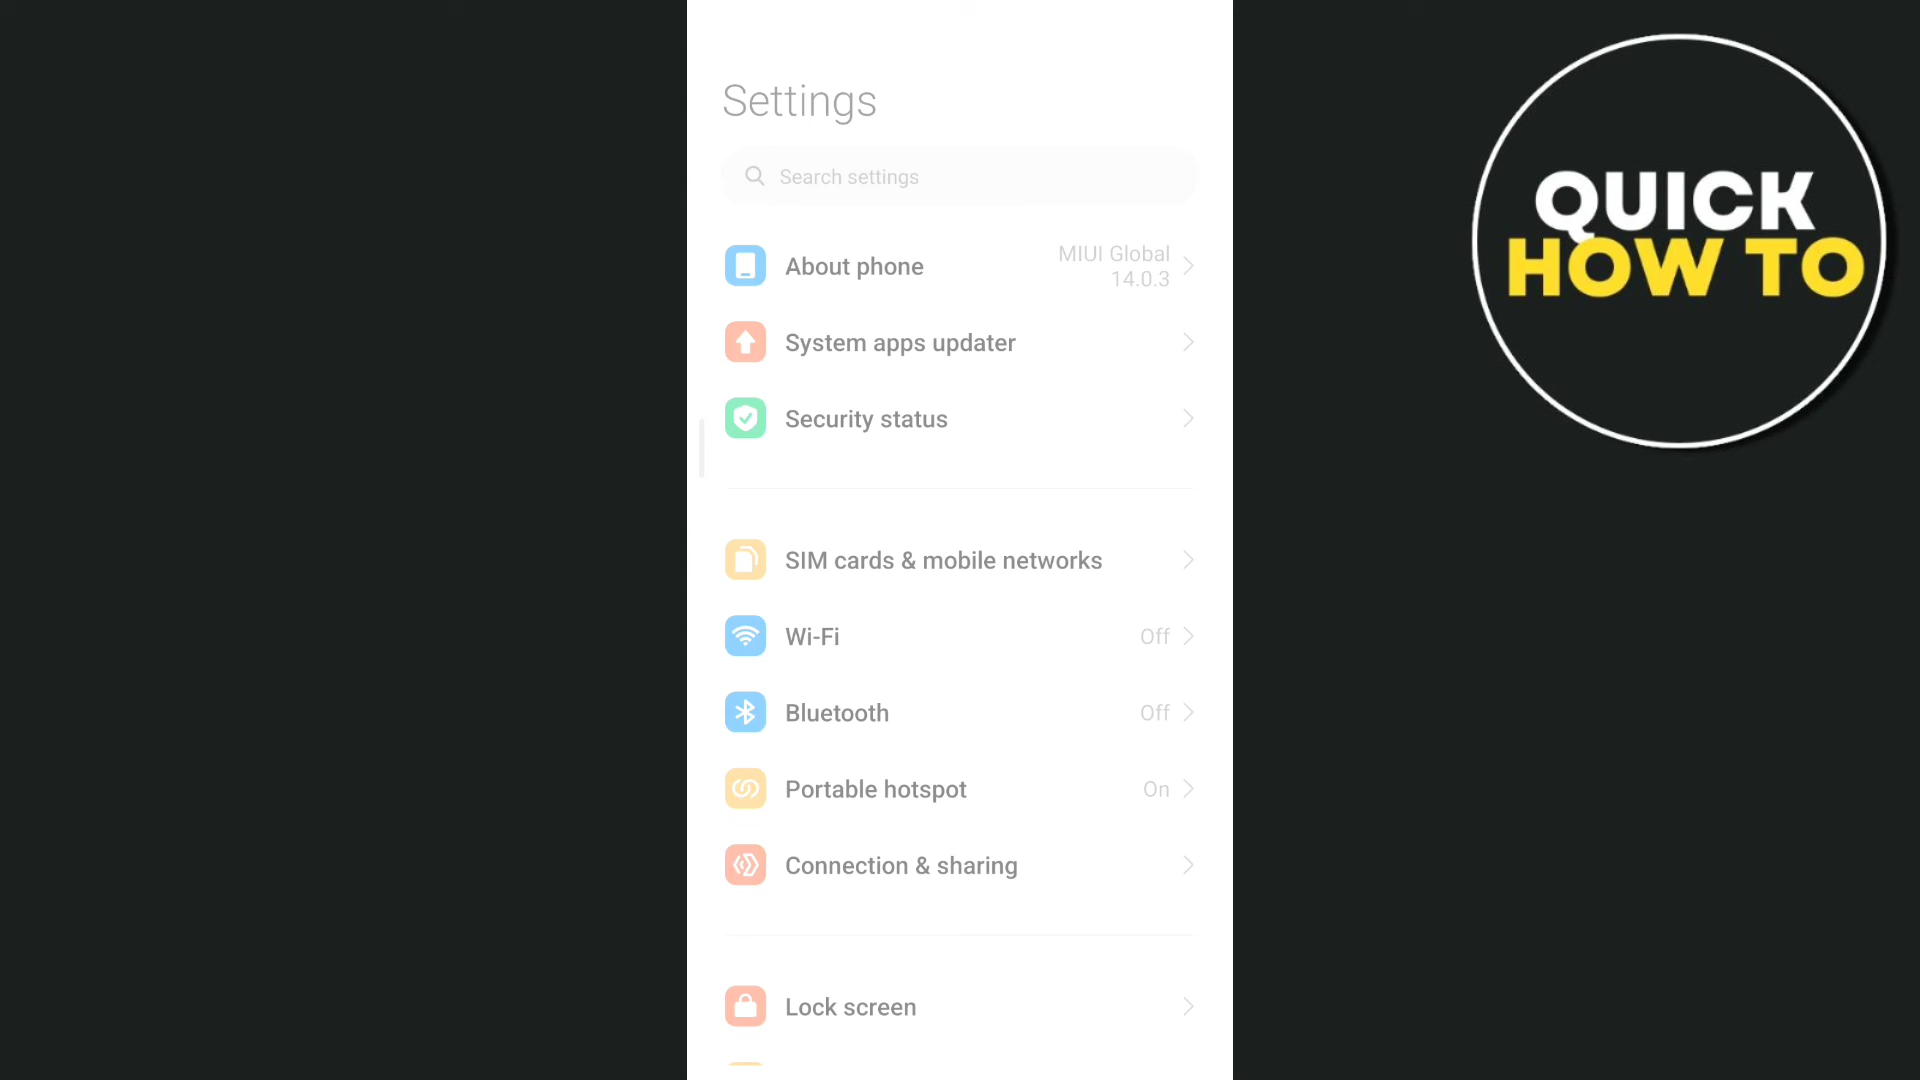 Settings
Search settings
About phone
MIUI Global
14.0.3
System apps updater
Security status
SIM cards & mobile networks
Wi-Fi
Off
Bluetooth
Off
Portable hotspot
On
Connection & sharing
Lock screen
QUICK
HOW TO